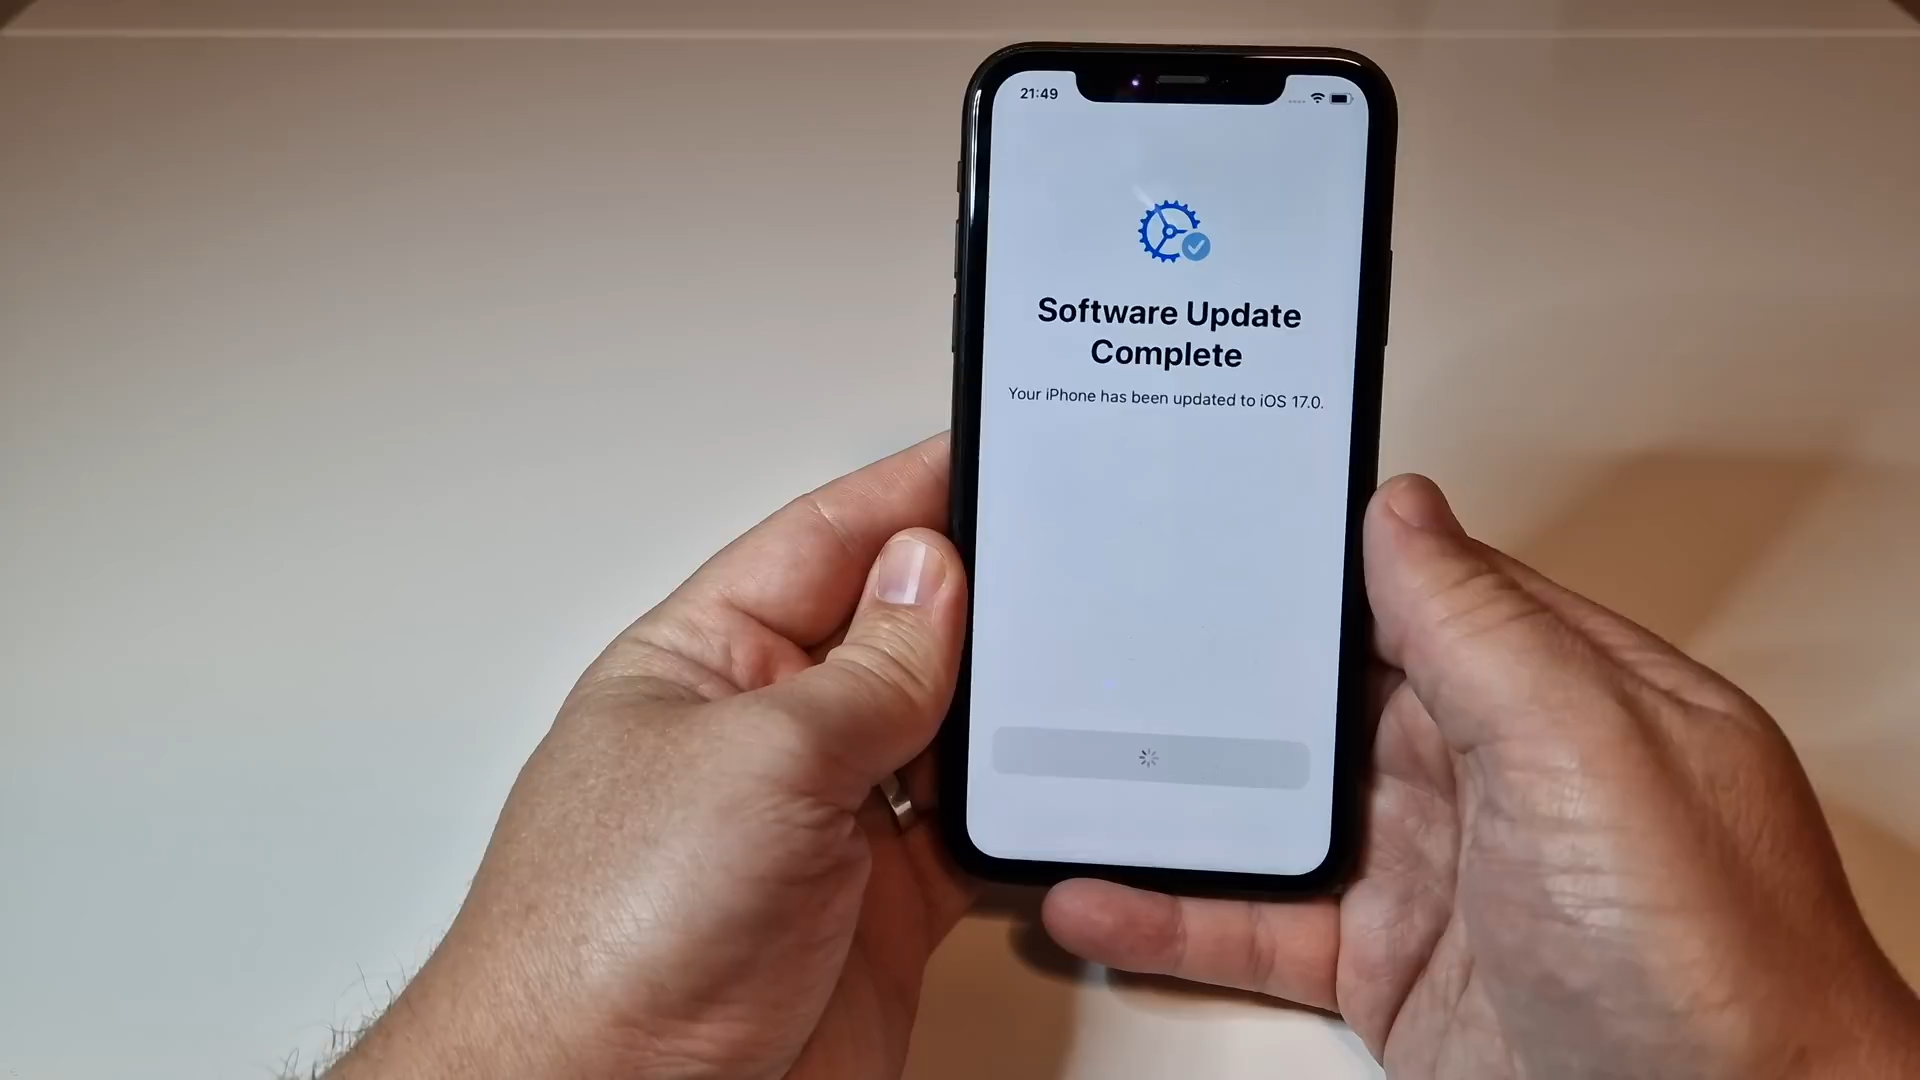 21:49
Software Update
Complete
Your iPhone has been updated to iOS 17.0.